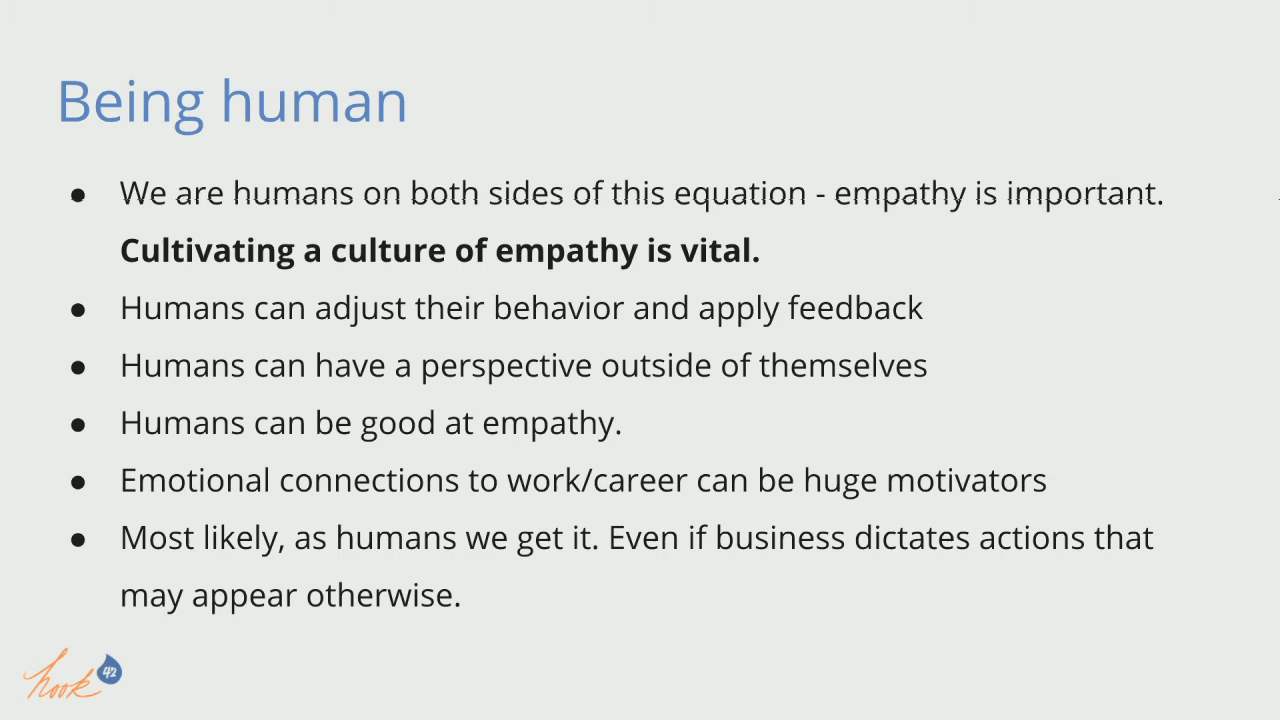 Being human
● We are humans on both sides of this equation - empathy is important.
Cultivating a culture of empathy is vital.
● Humans can adjust their behavior and apply feedback
● Humans can have a perspective outside of themselves
● Humans can be good at empathy.
● Emotional connections to work/career can be huge motivators
● Most likely, as humans we get it. Even if business dictates actions that
may appear otherwise.
hook 42